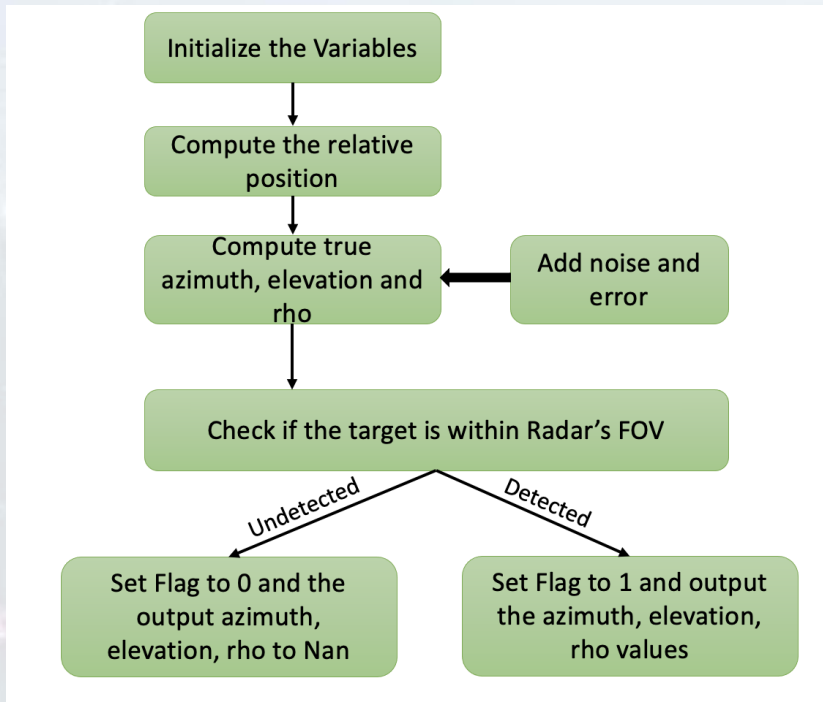 Initialize the Variables
Compute the relative
position
Compute true
azimuth, elevation and
rho
Add noise and
error
Check if the target is within Radar's FOV
Undetected
Detected
Set Flag to 0 and the
output azimuth,
elevation, rho to Nan
Set Flag to 1 and output
the azimuth, elevation,
rho values